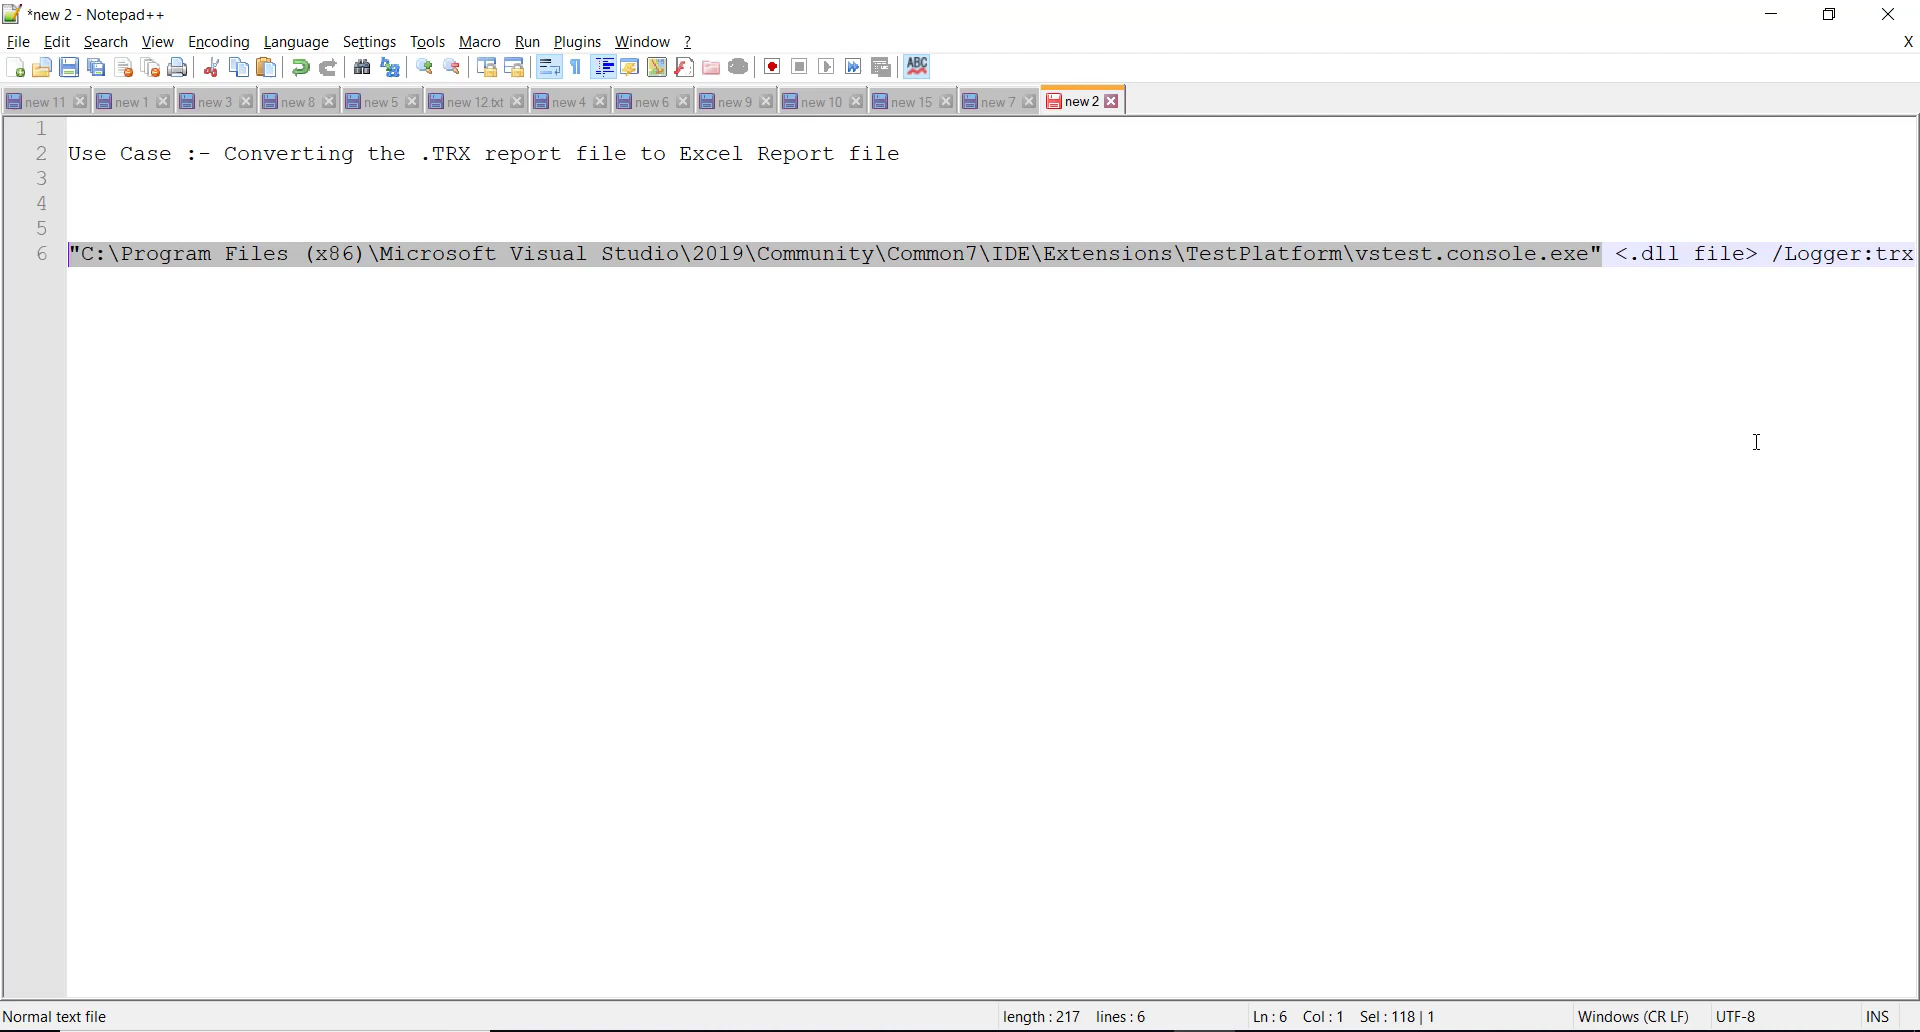 *new 2 - Notepad++
File Edit Search View Encoding Language Settings Tools Macro Run Plugins Window ? X
ABC
new 11 new 1 new 3 new 8 new 5 new 12.txt new 4 new 6 new 9 new 10 new 15 new 7 new 2
1
2 Use Case :- Converting the .TRX report file to Excel Report file
3
4
5
6 "C:\Program Files (x86)\Microsoft Visual Studio\2019\Community\Common7\IDE\Extensions\TestPlatform\vstest.console.exe" <.dll file> /Logger:trx
Normal text file length : 217 lines : 6 Ln : 6 Col : 1 Sel : 118 | 1 Windows (CR LF) UTF-8 INS